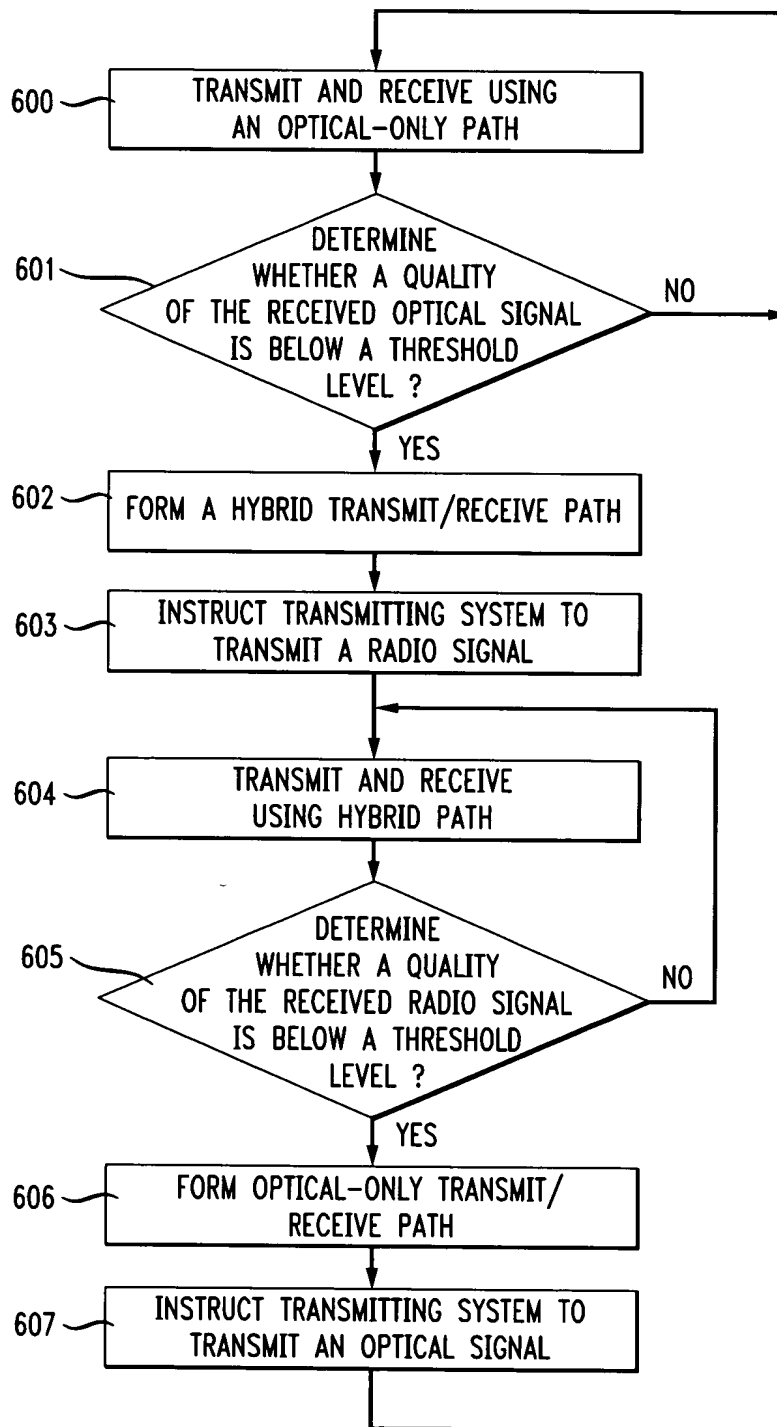 600
TRANSMIT AND RECEIVE USING
AN OPTICAL-ONLY PATH
601
DETERMINE
WHETHER A QUALITY
OF THE RECEIVED OPTICAL SIGNAL
IS BELOW A THRESHOLD
LEVEL ?
NO
YES
602
FORM A HYBRID TRANSMIT/RECEIVE PATH
603
INSTRUCT TRANSMITTING SYSTEM TO
TRANSMIT A RADIO SIGNAL
604
TRANSMIT AND RECEIVE
USING HYBRID PATH
605
DETERMINE
WHETHER A QUALITY
OF THE RECEIVED RADIO SIGNAL
IS BELOW A THRESHOLD
LEVEL ?
NO
YES
606
FORM OPTICAL-ONLY TRANSMIT/
RECEIVE PATH
607
INSTRUCT TRANSMITTING SYSTEM TO
TRANSMIT AN OPTICAL SIGNAL